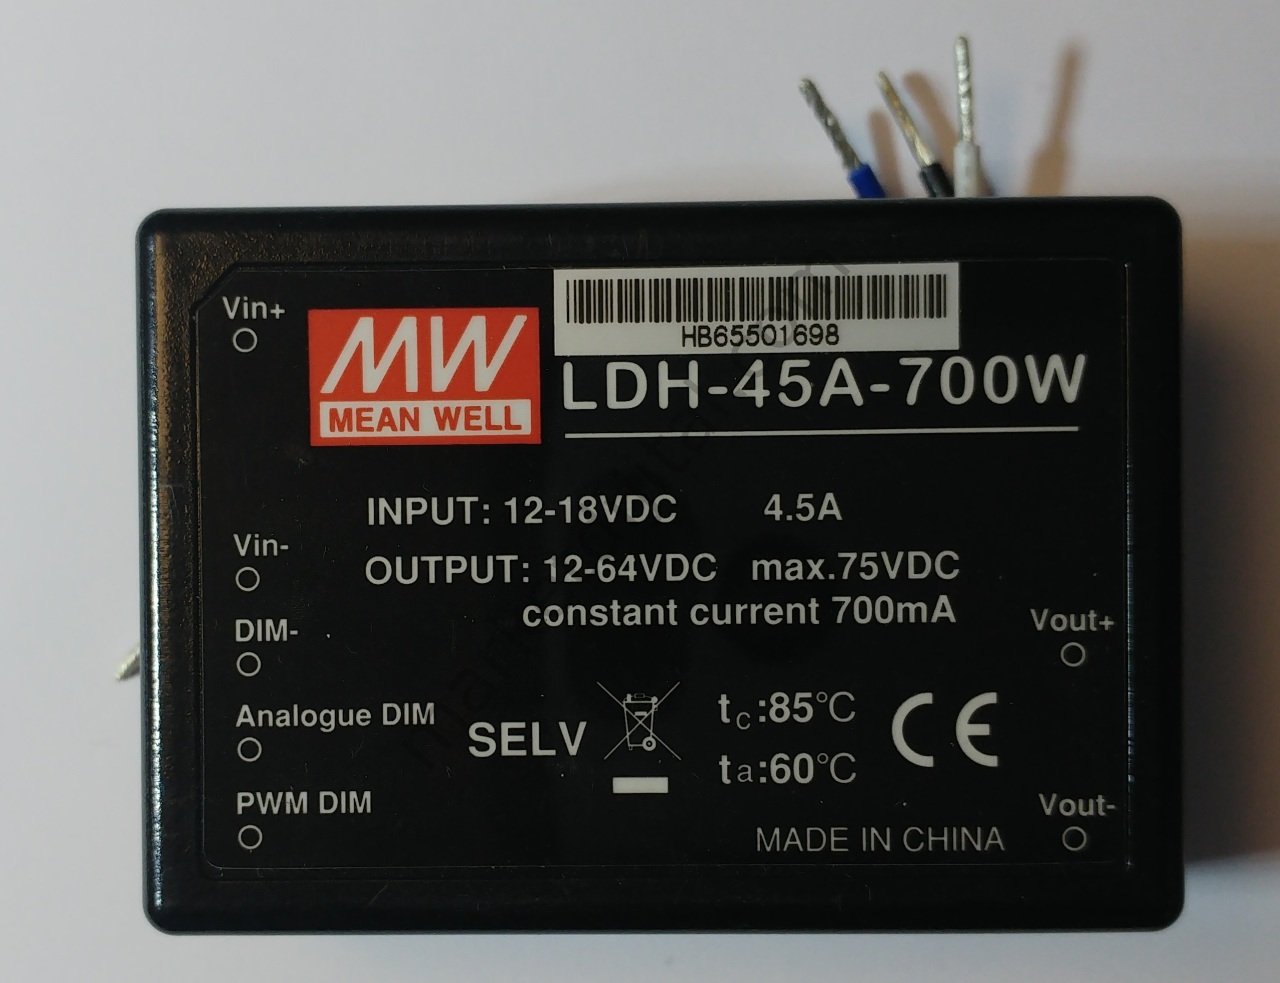 HB65501698
Vin+
MW
MEAN WELL
LDH-45A-700W
INPUT: 12-18VDC 4.5A
Vin-
OUTPUT: 12-64VDC max.75VDC
constant current 700mA
DIM-
Vout+
Analogue DIM
SELV
tc:85°C
CE
ta:60°C
PWM DIM
Vout-
MADE IN CHINA